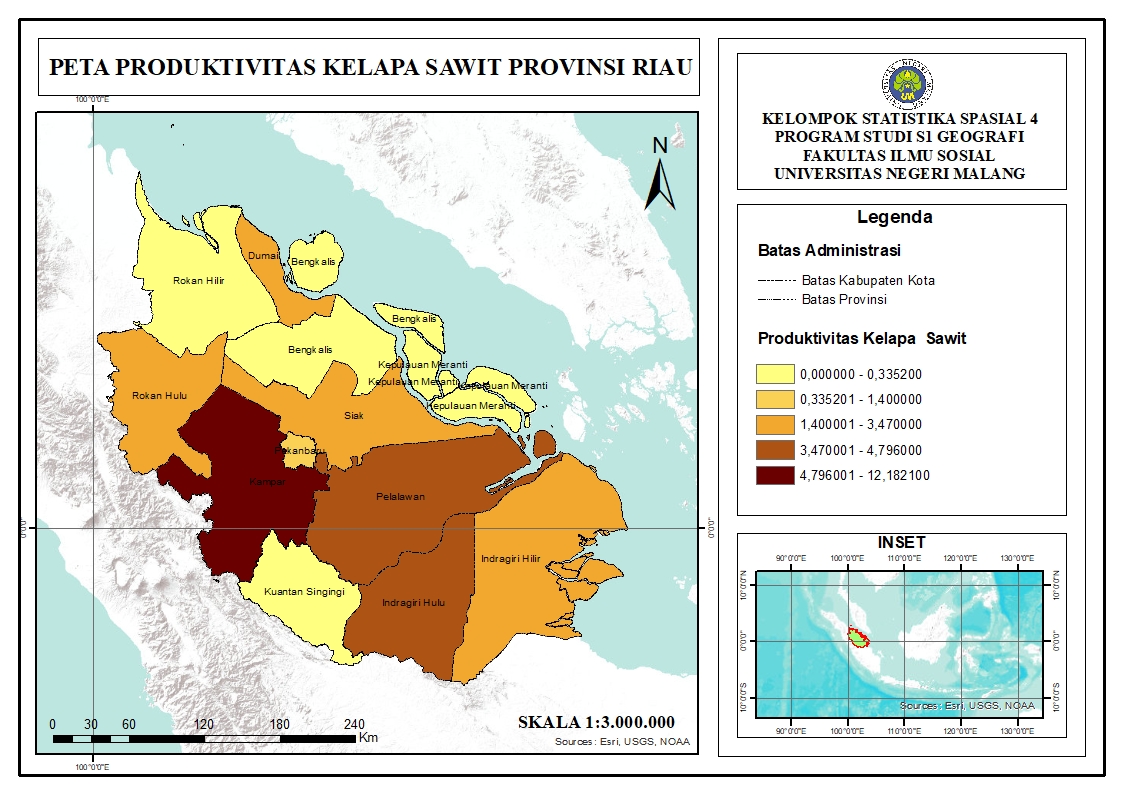 PETA PRODUKTIVITAS KELAPA SAWIT PROVINSI RIAU
100°0'0"E
N
Dumai
Bengkalis
Rokan Hilir
Bengkalis
Bengkalis
Kepulauan Meranti
Kepulauan Meranti
Kepulauan Meranti
Kepulauan Meranti
Rokan Hulu
Siak
Pekanbaru
Kampar
Pelalawan
0°0'0"
0°0'0"
Indragiri Hilir
Kuantan Singingi
Indragiri Hulu
0 30 60 120 180 240
Km
SKALA 1:3.000.000
Sources: Esri, USGS, NOAA
100°0'0"E
KELOMPOK STATISTIKA SPASIAL 4
PROGRAM STUDI S1 GEOGRAFI
FAKULTAS ILMU SOSIAL
UNIVERSITAS NEGERI MALANG
Legenda
Batas Administrasi
Batas Kabupaten Kota
Batas Provinsi
Produktivitas Kelapa Sawit
0,000000 - 0,335200
0,335201 - 1,400000
1,400001 - 3,470000
3,470001 - 4,796000
4,796001 - 12,182100
INSET
90°0'0"E 100°0'0"E 110°0'0"E 120°0'0"E 130°0'0"E
10°0'0"N
10°0'0"N
0°0'0"
0°0'0"
10°0'0"S
10°0'0"S
Sources: Esri, USGS, NOAA
90°0'0"E 100°0'0"E 110°0'0"E 120°0'0"E 130°0'0"E